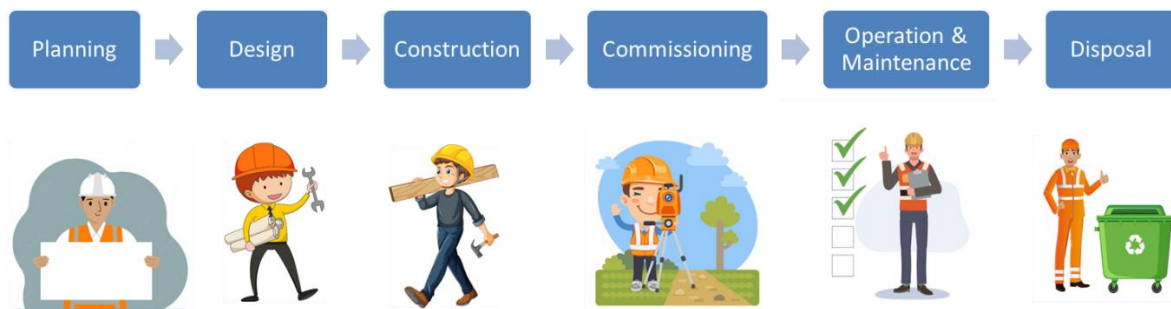 Planning
Design
Construction
Commissioning
Operation &
Maintenance
Disposal